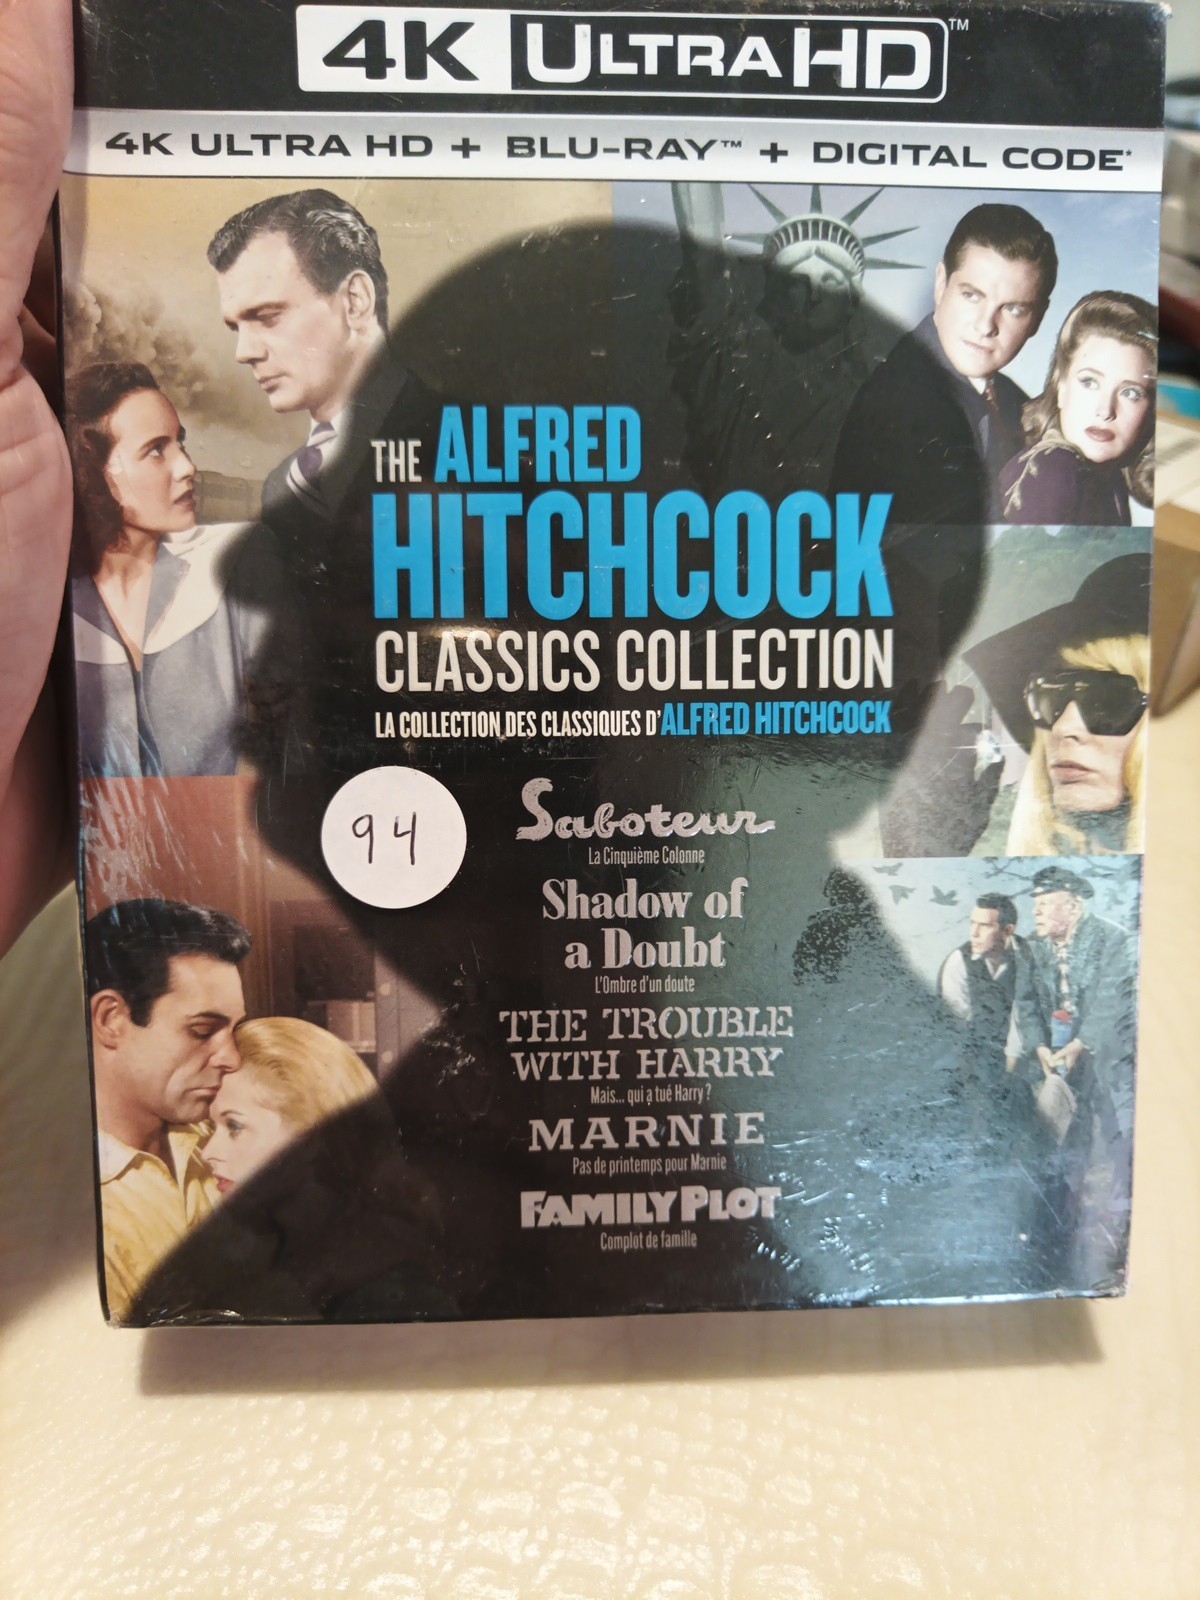 4K ULTRA HD™
4K ULTRA HD + BLU-RAY™ + DIGITAL CODE*
THE ALFRED
HITCHCOCK
CLASSICS COLLECTION
LA COLLECTION DES CLASSIQUES D'ALFRED HITCHCOCK
94
Saboteur
La Cinquième Colonne
Shadow of
a Doubt
L'Ombre d'un doute
THE TROUBLE
WITH HARRY
Mais... qui a tué Harry ?
MARNIE
Pas de printemps pour Marnie
FAMILY PLOT
Complot de famille